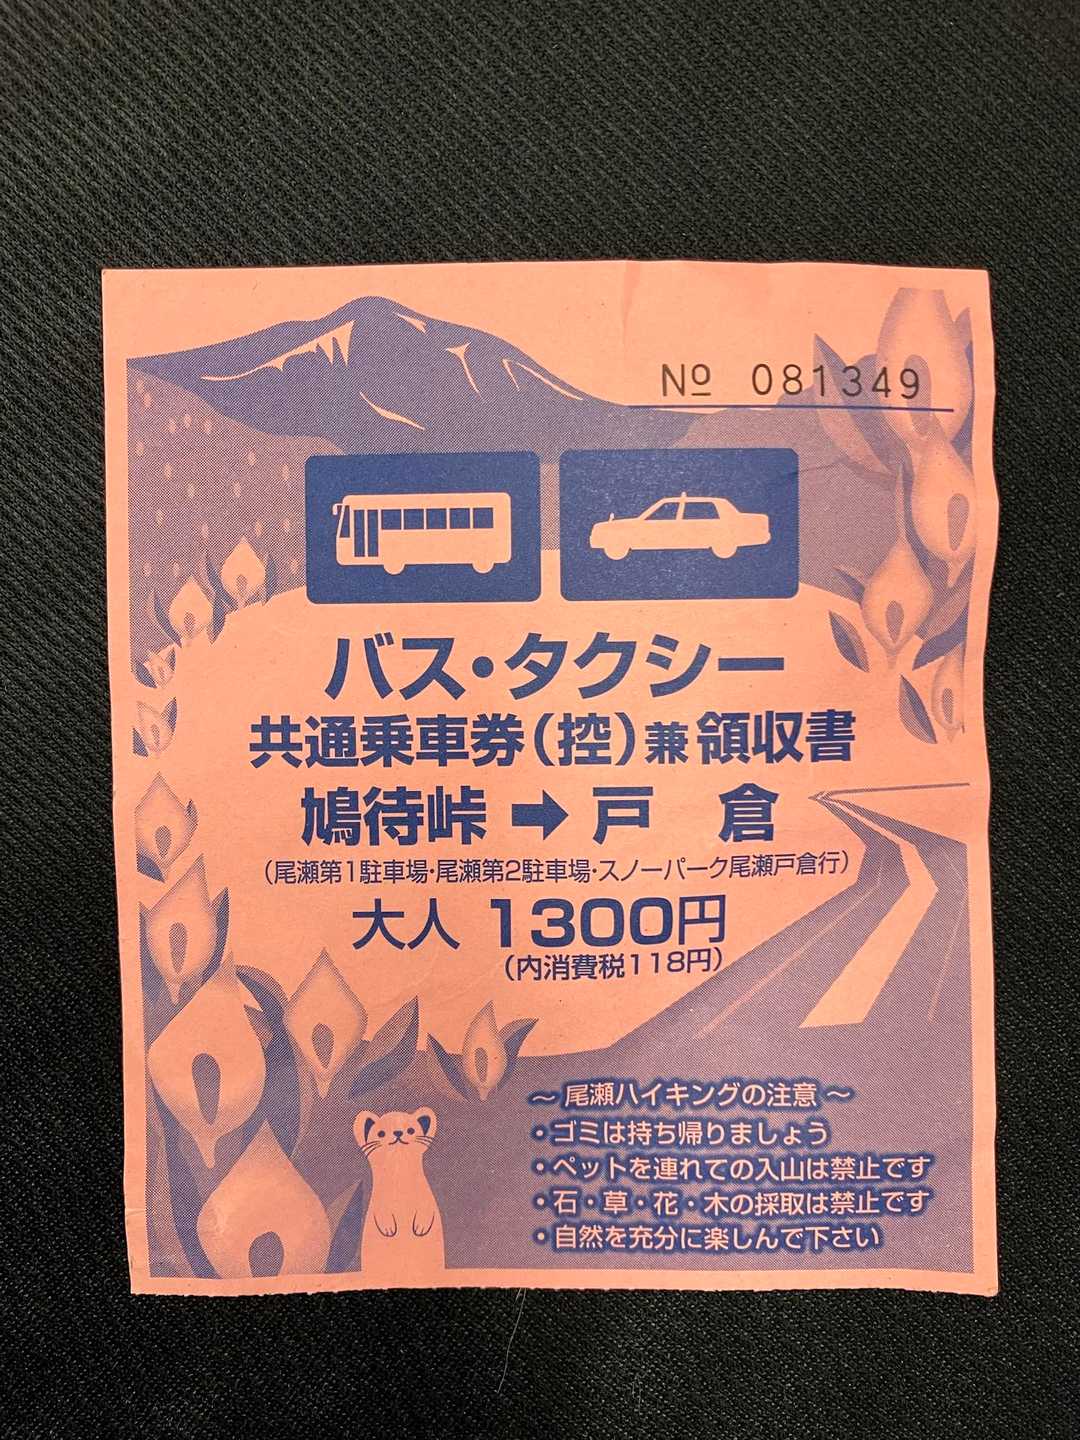 № 081349
バス・タクシー
共通乗車券(控)兼領収書
鳩待峠➡戸 倉
(尾瀬第1駐車場・尾瀬第2駐車場・スノーパーク尾瀬戸倉行)
大人 1300円
(内消費税118円)
～ 尾瀬ハイキングの注意 ～
・ゴミは持ち帰りましょう
・ペットを連れての入山は禁止です
・石・草・花・木の採取は禁止です
・自然を充分に楽しんで下さい